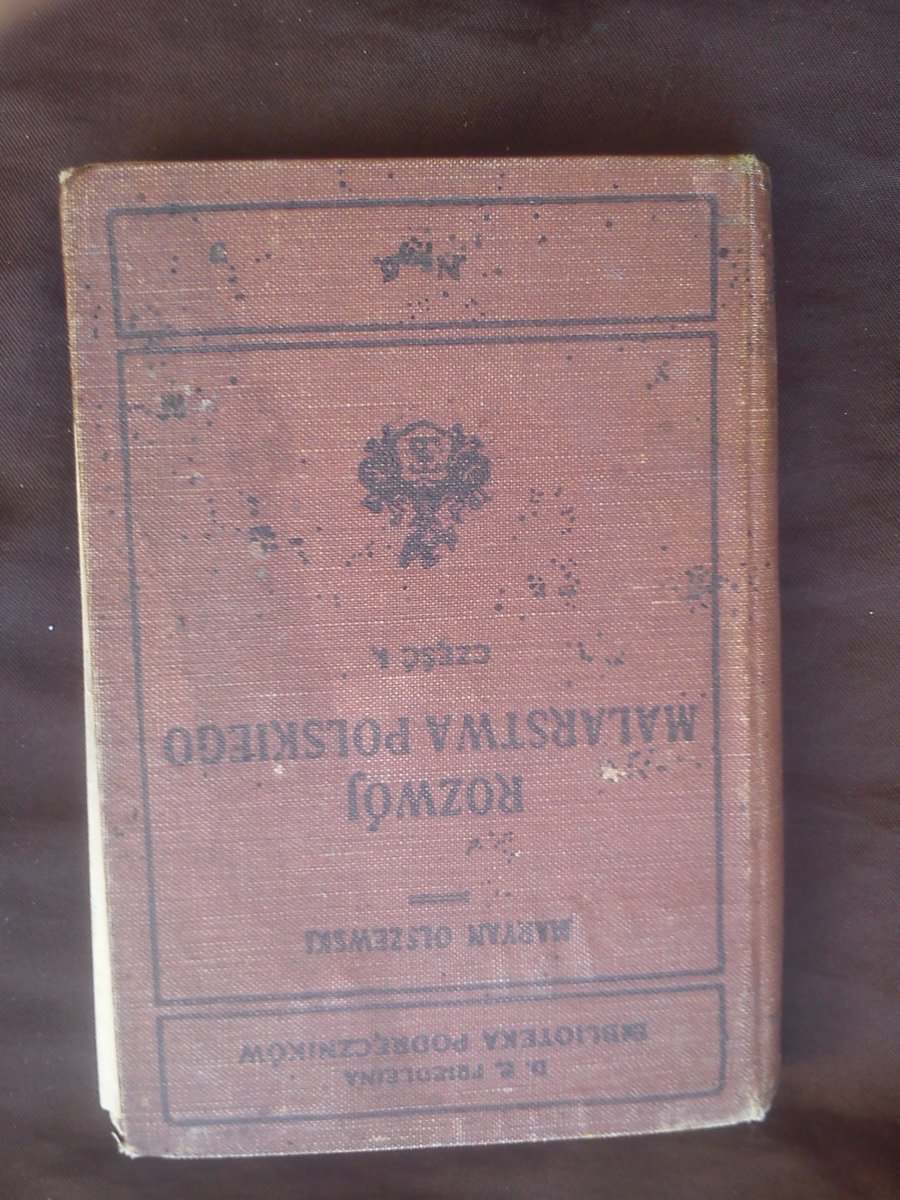 D. E. FRIEDLEINA
BIBLIOTEKA PODRĘCZNIKÓW
MARYAN OLSZEWSKI
ROZWÓJ
MALARSTWA POLSKIEGO
CZĘŚĆ